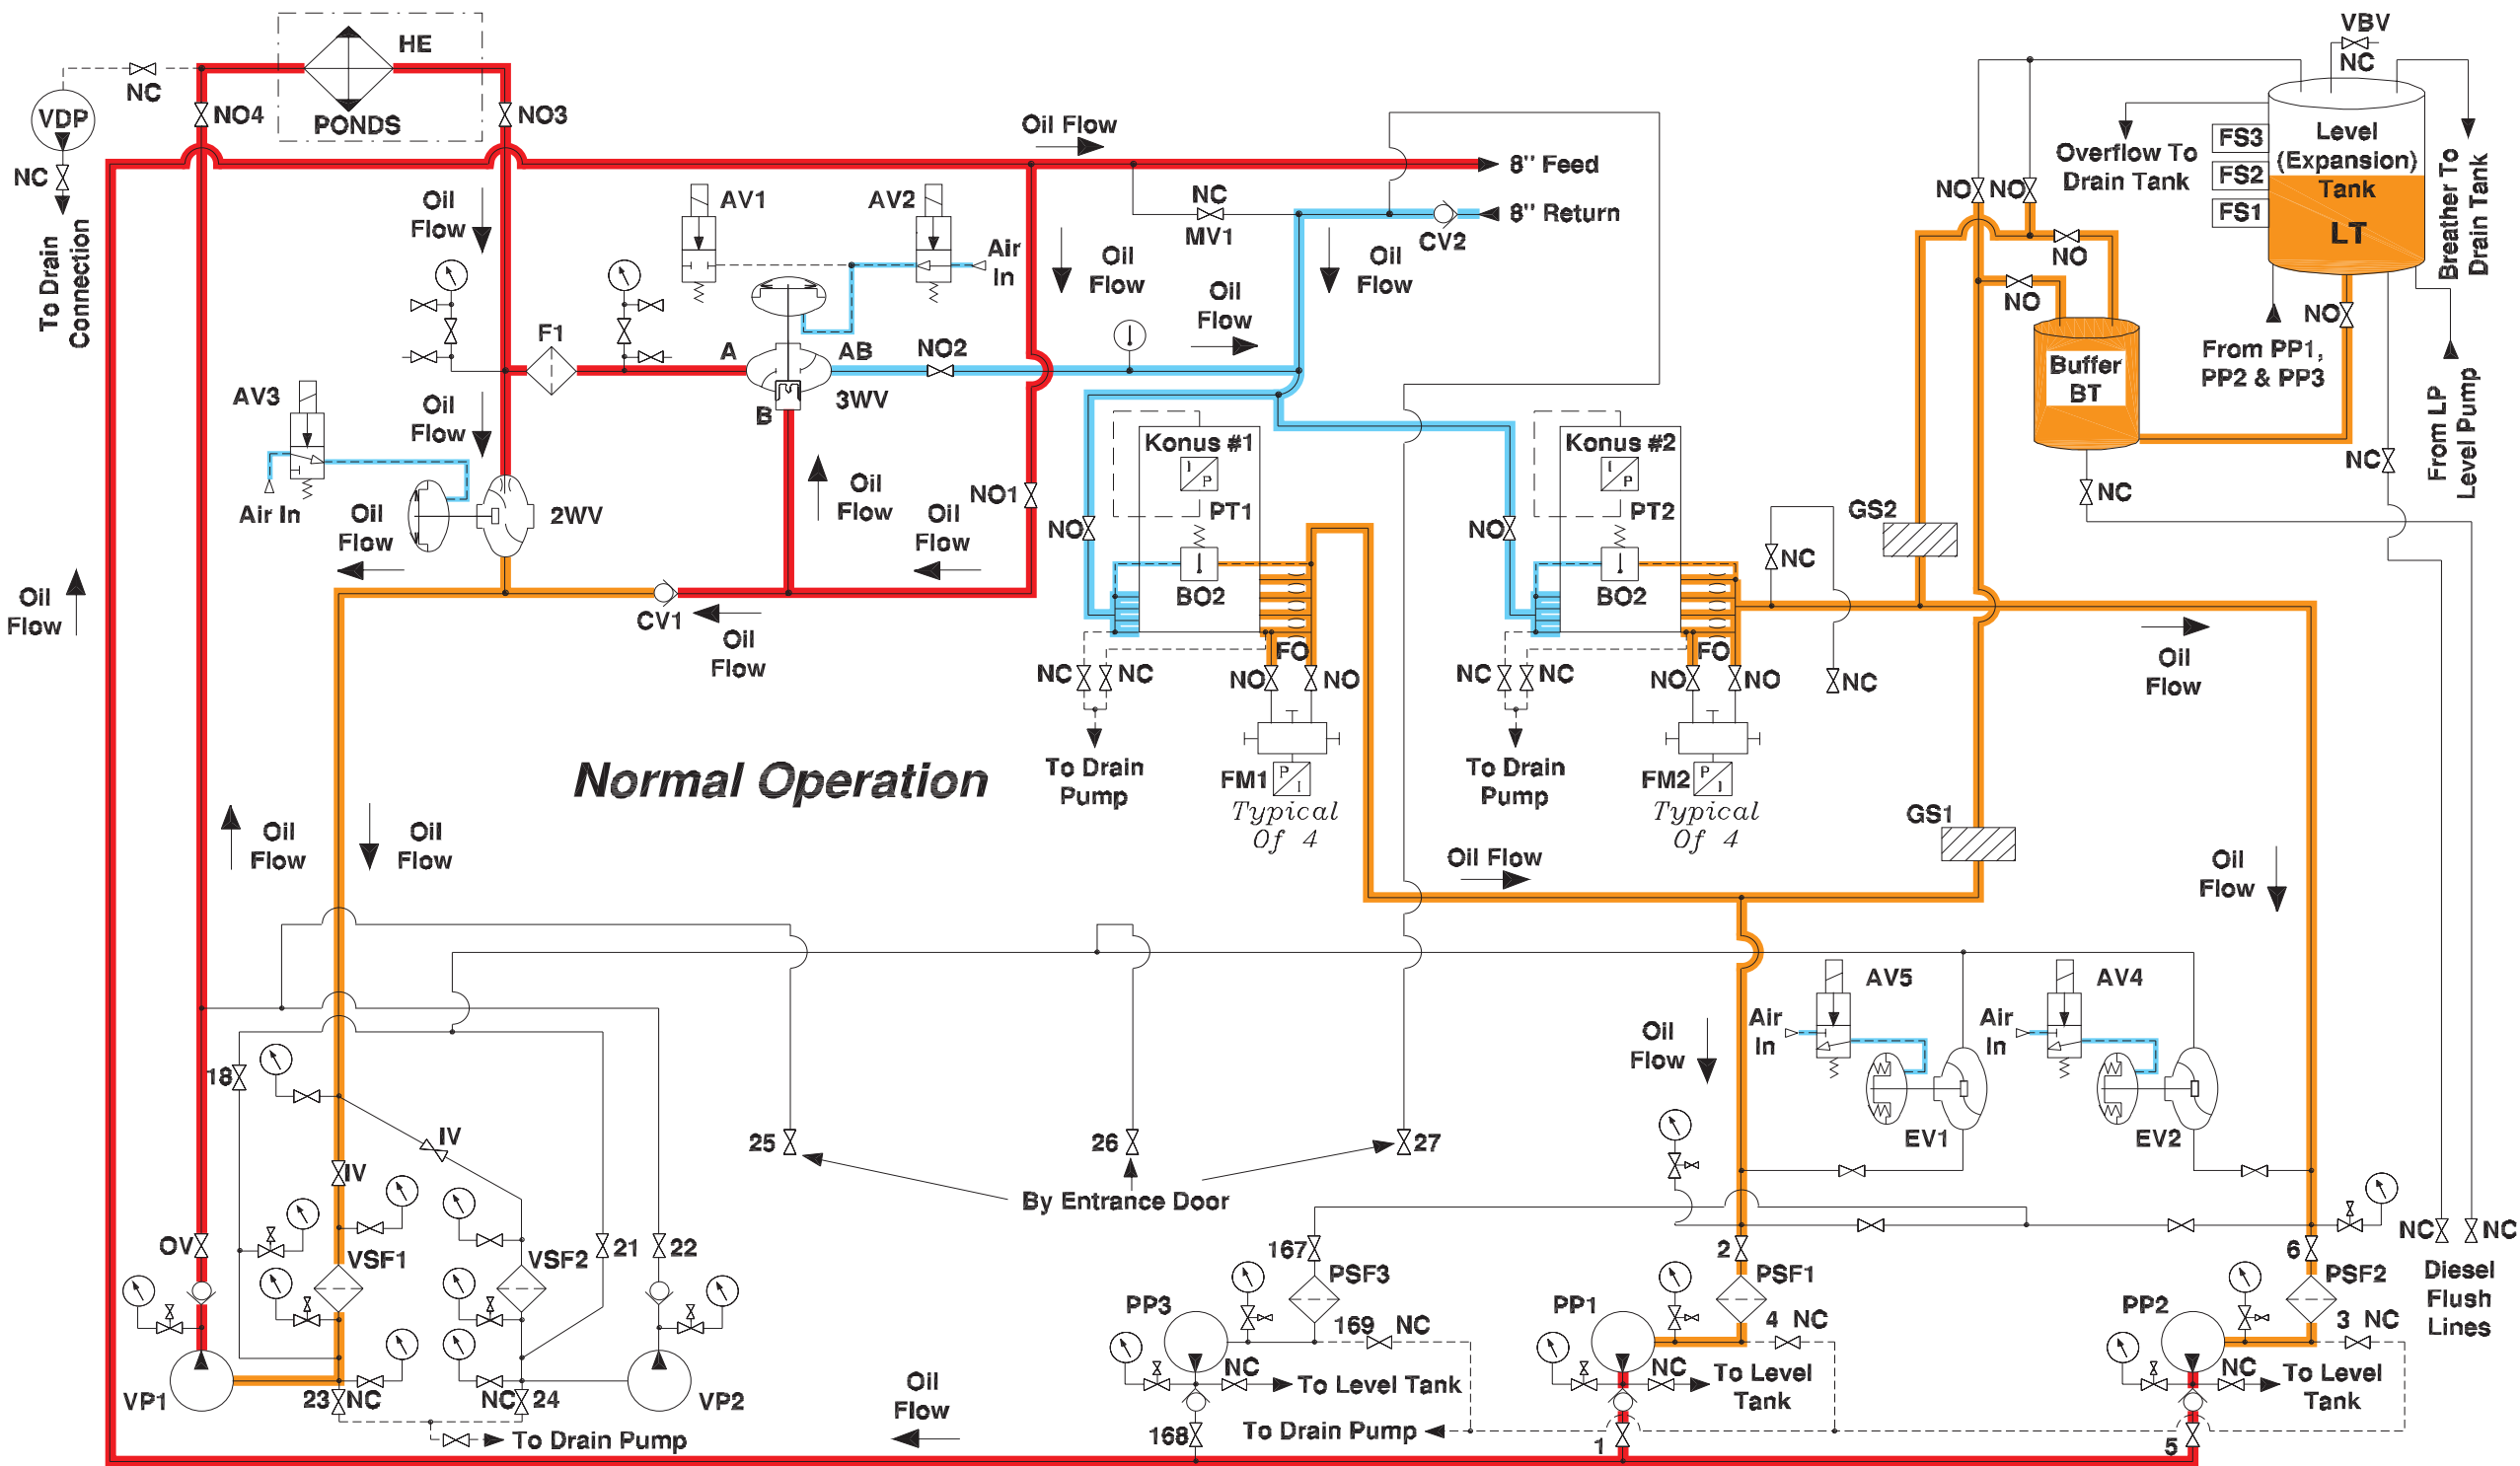 HE
PONDS
NC
VDP
NC
To Drain
Connection
NO4
NO3
Oil
Flow
Oil Flow
8" Feed
8" Return
NC
MV1
CV2
AV1
AV2
Air
In
Oil
Flow
Oil
Flow
Oil
Flow
F1
A
AB
B
3WV
NO2
AV3
Air In
Oil
Flow
Oil
Flow
2WV
Oil
Flow
Oil
Flow
NO1
CV1
Oil
Flow
Oil
Flow
VBV
NC
FS3
FS2
FS1
Level
(Expansion)
Tank
LT
Overflow To
Drain Tank
Breather To
Drain Tank
NO
NO
NO
NO
NO
Buffer
BT
From PP1,
PP2 & PP3
From LP
Level Pump
NC
NC
Konus #1
I
P
PT1
NO
BO2
FO
NC
NC
NO
NO
To Drain
Pump
FM1
P
I
Typical
Of 4
Konus #2
I
P
PT2
NO
BO2
FO
NC
NC
NO
NO
To Drain
Pump
FM2
P
I
Typical
Of 4
NC
NC
GS2
GS1
Oil
Flow
Normal Operation
Oil
Flow
Oil
Flow
Oil Flow
Oil
Flow
Oil
Flow
AV5
Air
In
EV1
AV4
Air
In
EV2
18
IV
IV
25
26
27
By Entrance Door
OV
VSF1
VSF2
21
22
VP1
23
NC
NC
24
VP2
To Drain Pump
Oil
Flow
167
PSF3
PP3
169
NC
NC
To Level Tank
168
To Drain Pump
2
PSF1
PP1
4
NC
NC
To Level
Tank
1
6
PSF2
PP2
3
NC
NC
To Level
Tank
5
NC
NC
Diesel
Flush
Lines